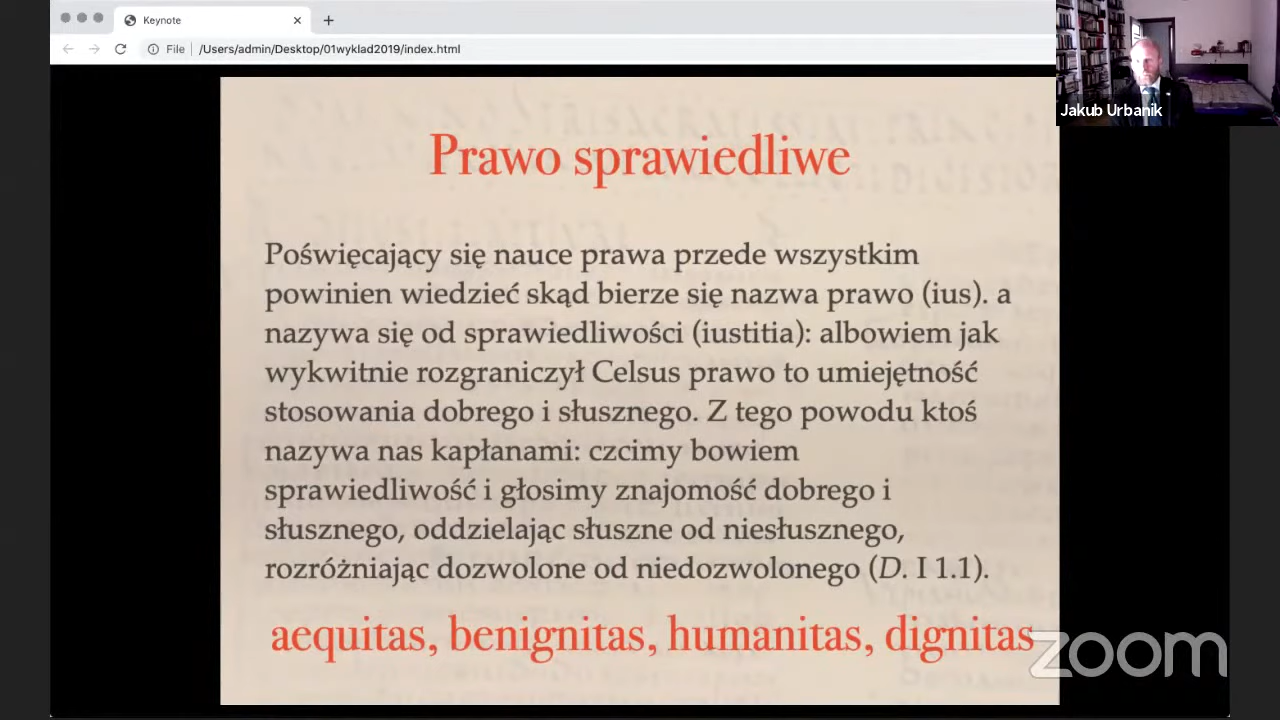 Keynote
File /Users/admin/Desktop/01wyklad2019/index.html
Jakub Urbanik
Prawo sprawiedliwe
Poświęcający się nauce prawa przede wszystkim
powinien wiedzieć skąd bierze się nazwa prawo (ius). a
nazywa się od sprawiedliwości (iustitia): albowiem jak
wykwitnie rozgraniczył Celsus prawo to umiejętność
stosowania dobrego i słusznego. Z tego powodu ktoś
nazywa nas kapłanami: czcimy bowiem
sprawiedliwość i głosimy znajomość dobrego i
słusznego, oddzielając słuszne od niesłusznego,
rozróżniając dozwolone od niedozwolonego (D. I 1.1).
aequitas, benignitas, humanitas, dignitas
zoom